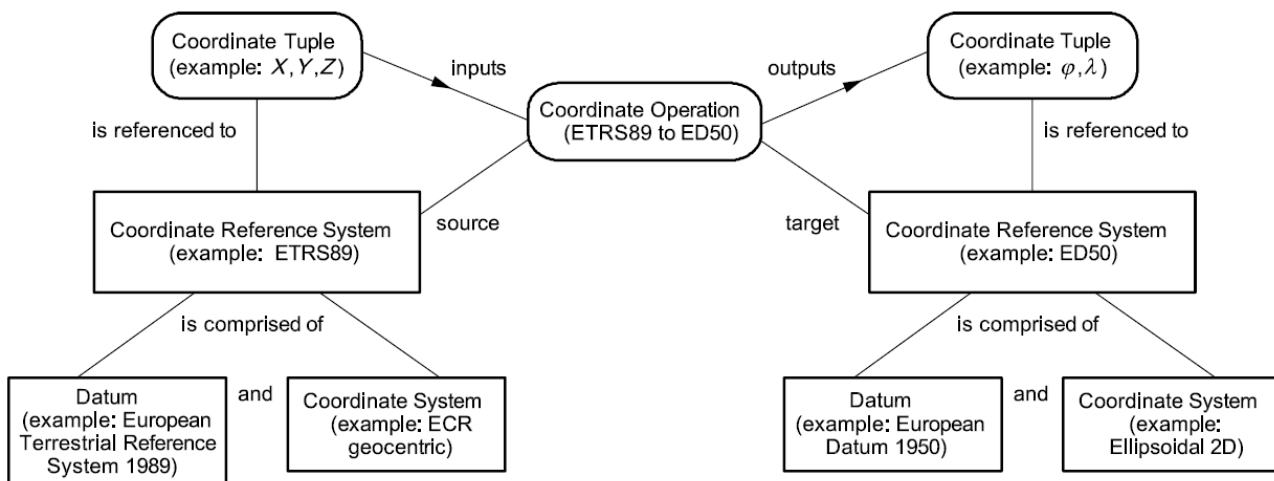 Coordinate Tuple
(example: X,Y,Z)
inputs
outputs
Coordinate Tuple
(example: φ,λ)
Coordinate Operation
(ETRS89 to ED50)
is referenced to
is referenced to
Coordinate Reference System
(example: ETRS89)
source
target
Coordinate Reference System
(example: ED50)
is comprised of
is comprised of
Datum
(example: European
Terrestrial Reference
System 1989)
and
Coordinate System
(example: ECR
geocentric)
Datum
(example: European
Datum 1950)
and
Coordinate System
(example:
Ellipsoidal 2D)